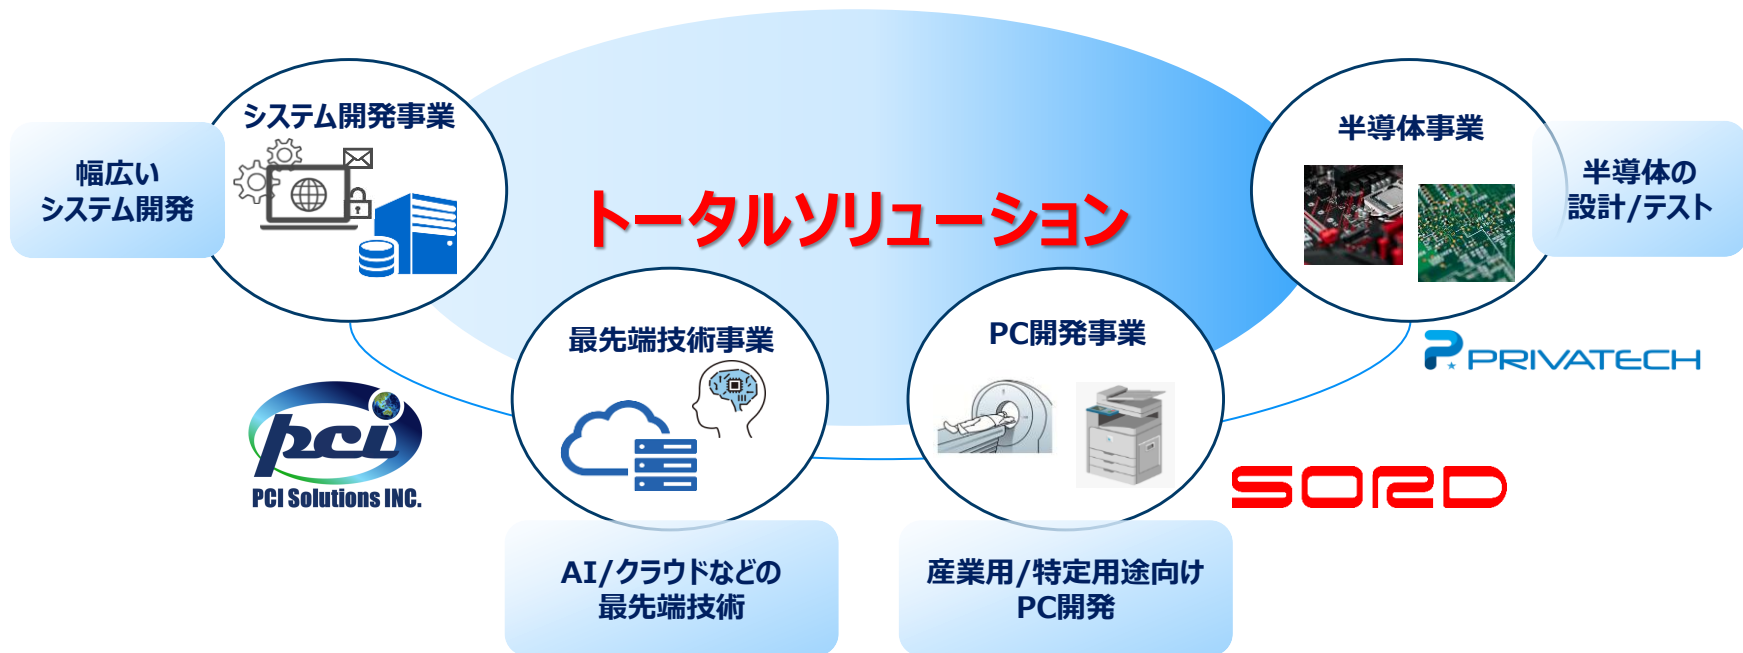 システム開発事業
幅広い
システム開発
トータルソリューション
半導体事業
半導体の
設計/テスト
最先端技術事業
PC開発事業
PRIVATECH
pci
PCI Solutions INC.
SORD
AI/クラウドなどの
最先端技術
産業用/特定用途向け
PC開発